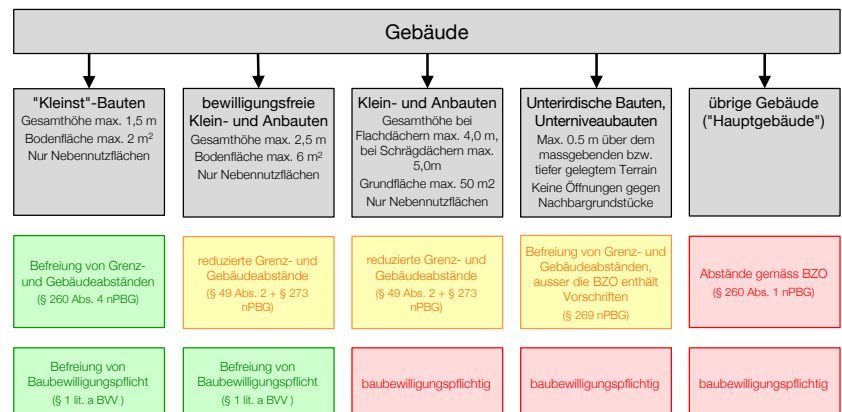 Gebäude
"Kleinst"-Bauten
Gesamthöhe max. 1,5 m
Bodenfläche max. 2 m²
Nur Nebennutzflächen
bewilligungsfreie
Klein- und Anbauten
Gesamthöhe max. 2,5 m
Bodenfläche max. 6 m²
Nur Nebennutzflächen
Klein- und Anbauten
Gesamthöhe bei
Flachdächern max. 4,0 m,
bei Schrägdächern max.
5,0m
Grundfläche max. 50 m2
Nur Nebennutzflächen
Unterirdische Bauten,
Unterniveaubauten
Max. 0.5 m über dem
massgebenden bzw.
tiefer gelegtem Terrain
Keine Öffnungen gegen
Nachbargrundstücke
übrige Gebäude
("Hauptgebäude")
Befreiung von Grenz-
und Gebäudeabständen
(§ 260 Abs. 4 nPBG)
reduzierte Grenz- und
Gebäudeabstände
(§ 49 Abs. 2 + § 273
nPBG)
reduzierte Grenz- und
Gebäudeabstände
(§ 49 Abs. 2 + § 273
nPBG)
Befreiung von Grenz- und
Gebäudeabständen,
ausser die BZO enthält
Vorschriften
(§ 269 nPBG)
Abstände gemäss BZO
(§ 260 Abs. 1 nPBG)
Befreiung von
Baubewilligungspflicht
(§ 1 lit. a BVV )
Befreiung von
Baubewilligungspflicht
(§ 1 lit. a BVV )
baubewilligungspflichtig
baubewilligungspflichtig
baubewilligungspflichtig